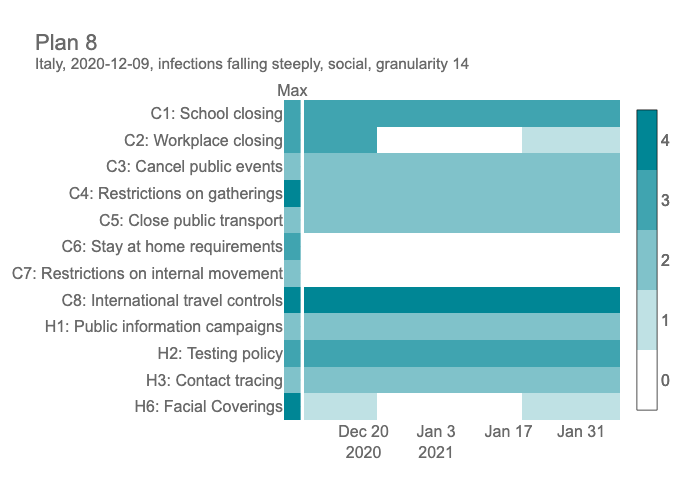 Plan 8
Italy, 2020-12-09, infections falling steeply, social, granularity 14
Max
C1: School closing
C2: Workplace closing
C3: Cancel public events
C4: Restrictions on gatherings
C5: Close public transport
C6: Stay at home requirements
C7: Restrictions on internal movement
C8: International travel controls
H1: Public information campaigns
H2: Testing policy
H3: Contact tracing
H6: Facial Coverings
4
3
2
1
0
Dec 20 Jan 3 Jan 17 Jan 31
2020 2021